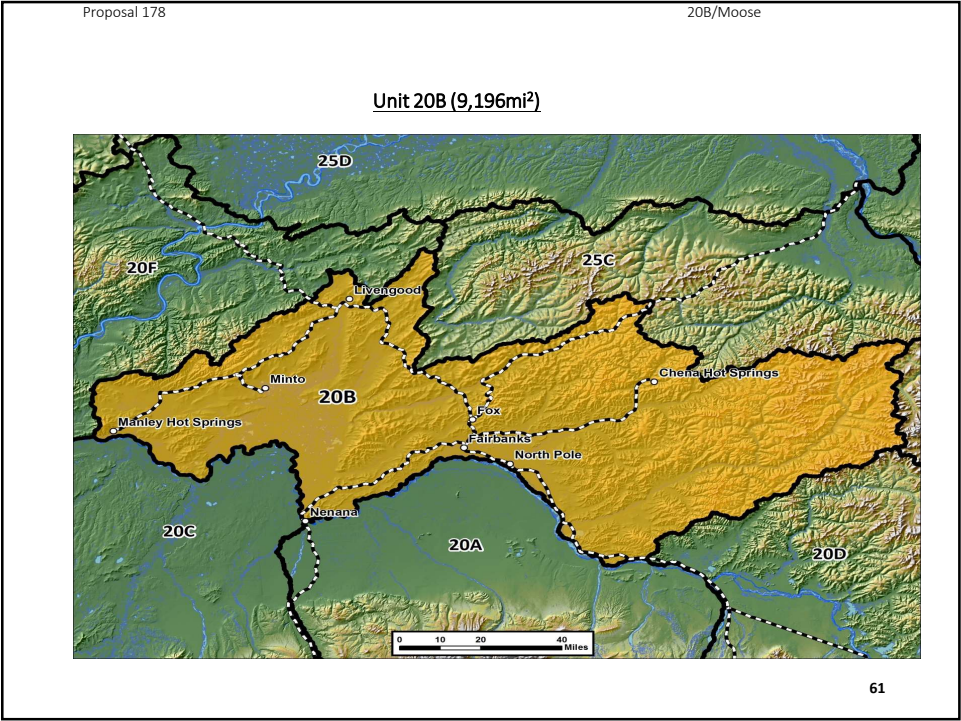 Proposal 178 20B/Moose
Unit 20B (9,196mi²)
25D
20F
25C
Livengood
Minto
20B
Chena Hot Springs
Manley Hot Springs
Fox
Fairbanks
North Pole
Nenana
20C
20A
20D
0 10 20 40
Miles
61